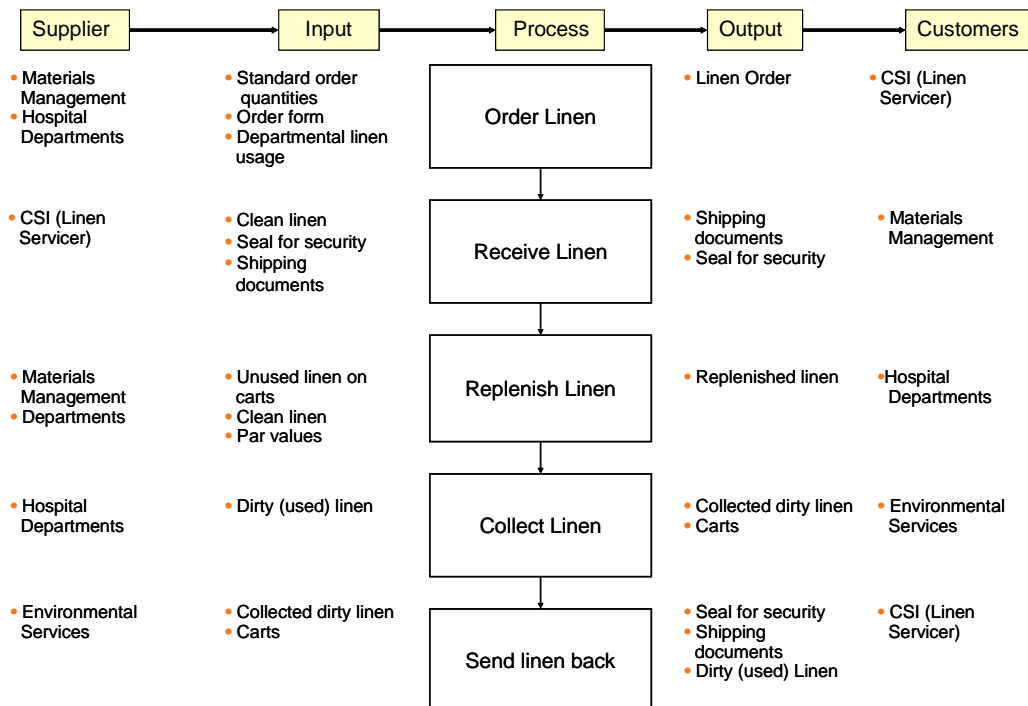 Supplier
Input
Process
Output
Customers
• Materials
Management
• Hospital
Departments
• Standard order
quantities
• Order form
• Departmental linen
usage
Order Linen
• Linen Order
• CSI (Linen
Servicer)
• CSI (Linen
Servicer)
• Clean linen
• Seal for security
• Shipping
documents
Receive Linen
• Shipping
documents
• Seal for security
• Materials
Management
• Materials
Management
• Departments
• Unused linen on
carts
• Clean linen
• Par values
Replenish Linen
• Replenished linen
•Hospital
Departments
• Hospital
Departments
• Dirty (used) linen
Collect Linen
• Collected dirty linen
• Carts
• Environmental
Services
• Environmental
Services
• Collected dirty linen
• Carts
Send linen back
• Seal for security
• Shipping
documents
• Dirty (used) Linen
• CSI (Linen
Servicer)